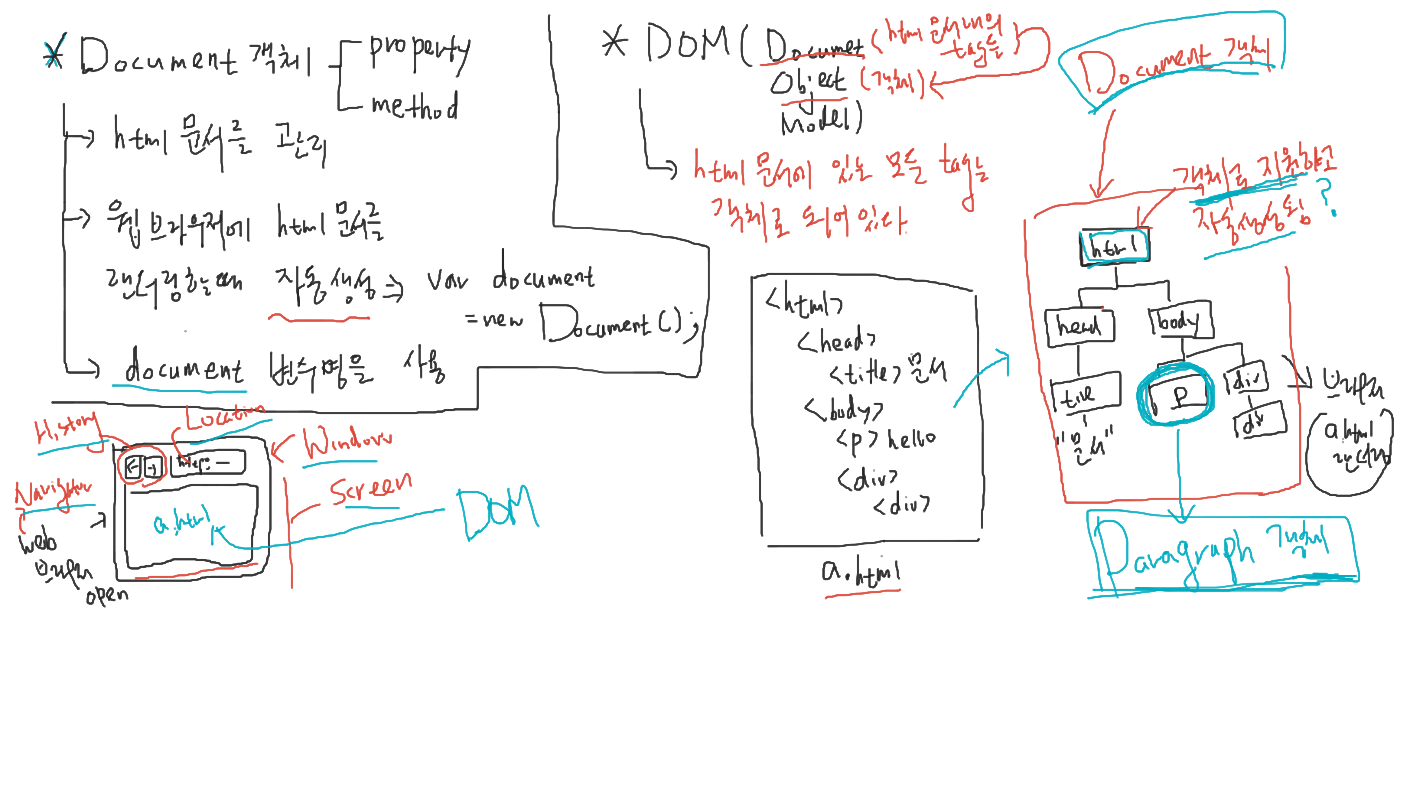 * Document 객체
property
method
→ html 문서를 관리
→ 웹 브라우저에 html 문서를
랜더링 할때 자동 생성 ⇒ var document
= new Document();
→ document 변수명을 사용
History
Location
Window
Navigator
Screen
<- ->
http: —
a.html
DOM
web
브라우저
open
* DOM ( Documet (html 문서내의 tag들)
Object (객체)
Model)
→ html 문서에 있는 모든 tag는
객체로 되어 있다.
<html>
<head>
<title> 문서
<body>
<p> hello
<div>
<div>
a.html
Document 객체
객체를 지원하고
자동생성됨 ?
html
head body
title P div
"문서" div
브라우저
a.html
랜더링
Paragraph 객체